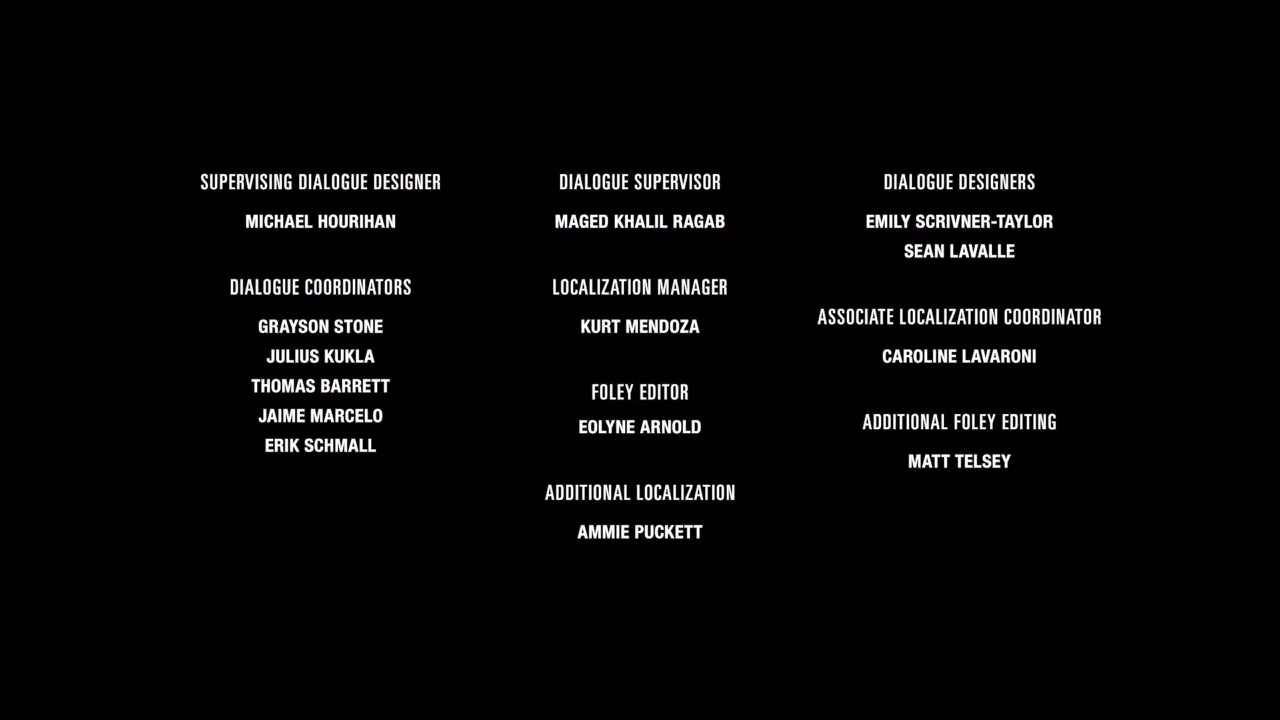 SUPERVISING DIALOGUE DESIGNER
MICHAEL HOURIHAN
DIALOGUE COORDINATORS
GRAYSON STONE
JULIUS KUKLA
THOMAS BARRETT
JAIME MARCELO
ERIK SCHMALL
DIALOGUE SUPERVISOR
MAGED KHALIL RAGAB
LOCALIZATION MANAGER
KURT MENDOZA
FOLEY EDITOR
EOLYNE ARNOLD
ADDITIONAL LOCALIZATION
AMMIE PUCKETT
DIALOGUE DESIGNERS
EMILY SCRIVNER-TAYLOR
SEAN LAVALLE
ASSOCIATE LOCALIZATION COORDINATOR
CAROLINE LAVARONI
ADDITIONAL FOLEY EDITING
MATT TELSEY